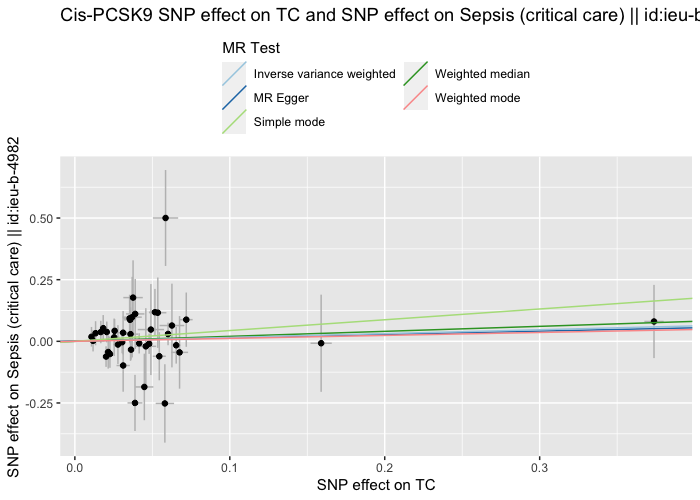 Cis-PCSK9 SNP effect on TC and SNP effect on Sepsis (critical care) || id:ieu-b
MR Test
Inverse variance weighted
MR Egger
Simple mode
Weighted median
Weighted mode
SNP effect on Sepsis (critical care) || id:ieu-b-4982
0.50
0.25
0.00
-0.25
0.0
0.1
0.2
0.3
SNP effect on TC